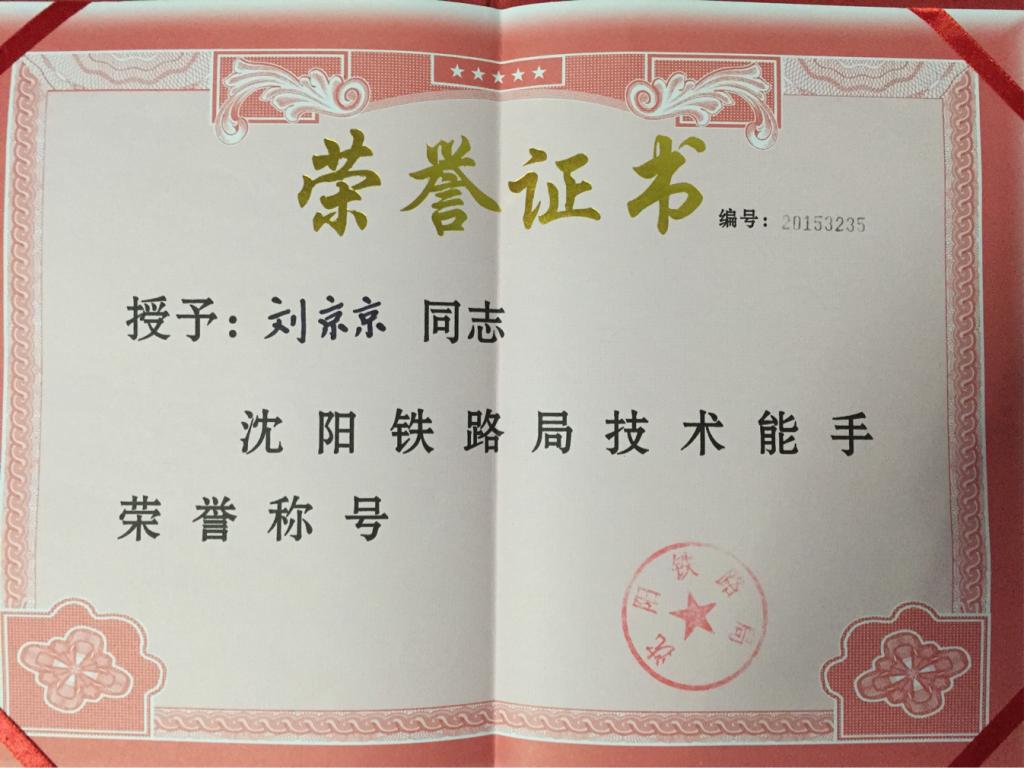 荣誉证书
编号：20153235
授予：刘京京 同志
沈阳铁路局技术能手
荣誉称号
沈阳铁路局